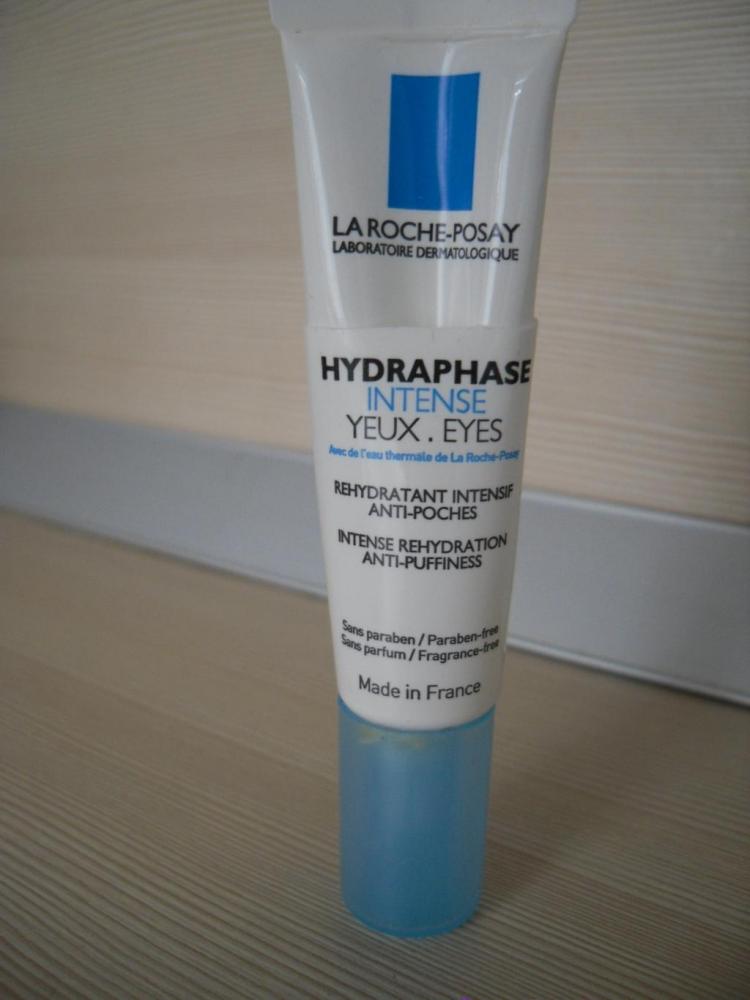 LA ROCHE-POSAY
LABORATOIRE DERMATOLOGIQUE
HYDRAPHASE
INTENSE
YEUX . EYES
Avec de l'eau thermale de La Roche-Posay
REHYDRATANT INTENSIF
ANTI-POCHES
INTENSE REHYDRATION
ANTI-PUFFINESS
Sans paraben / Paraben-free
Sans parfum / Fragrance-free
Made in France